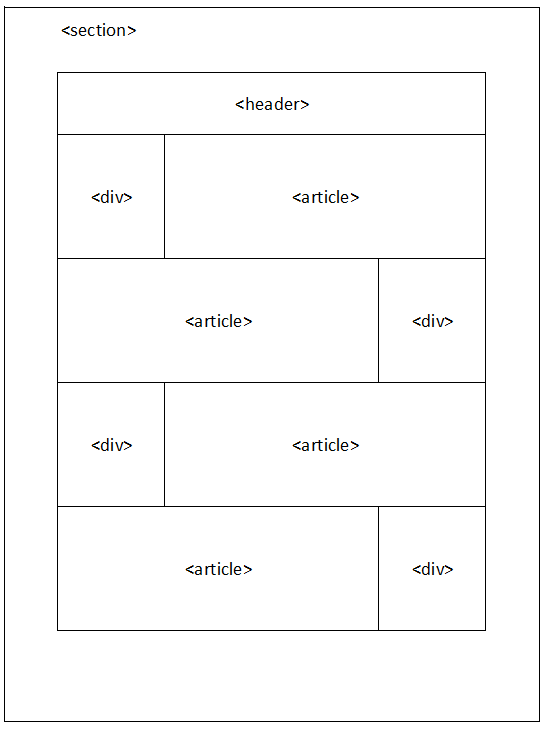 <section>
<header>
<div> <article>
<article> <div>
<div> <article>
<article> <div>